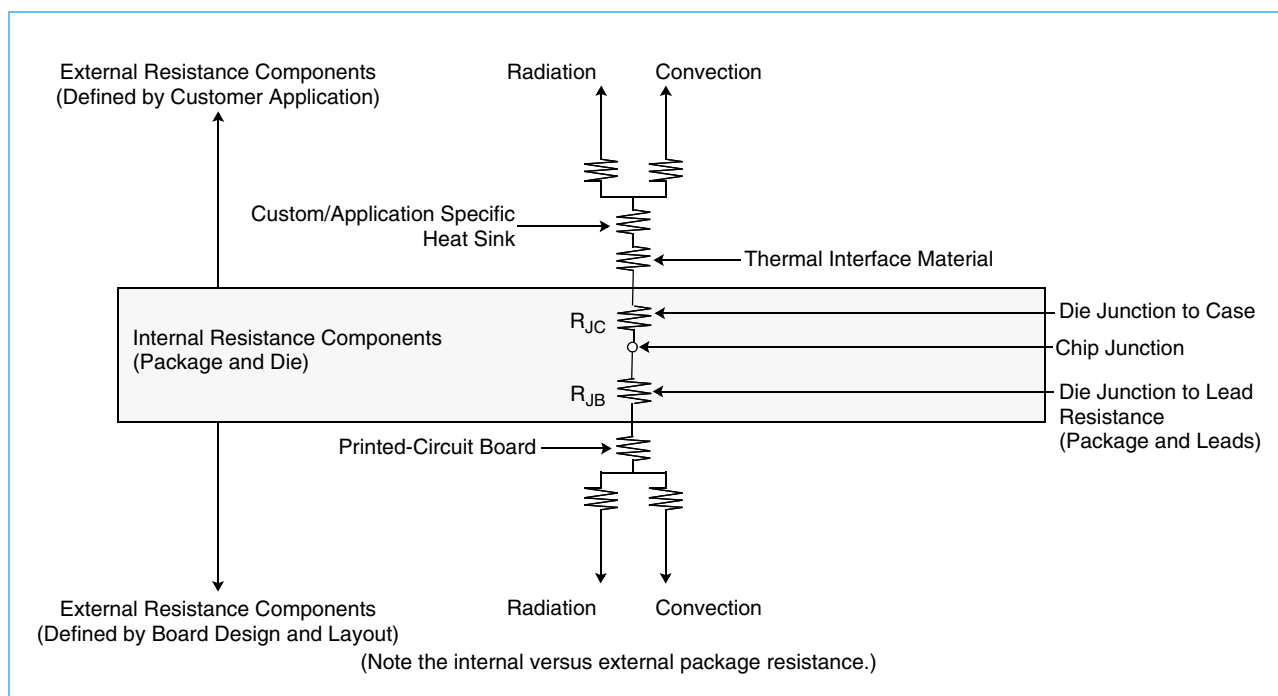 External Resistance Components
(Defined by Customer Application)
Radiation
Convection
Custom/Application Specific
Heat Sink
Thermal Interface Material
Internal Resistance Components
(Package and Die)
RJC
Die Junction to Case
Chip Junction
RJB
Die Junction to Lead
Resistance
(Package and Leads)
Printed-Circuit Board
External Resistance Components
(Defined by Board Design and Layout)
Radiation
Convection
(Note the internal versus external package resistance.)